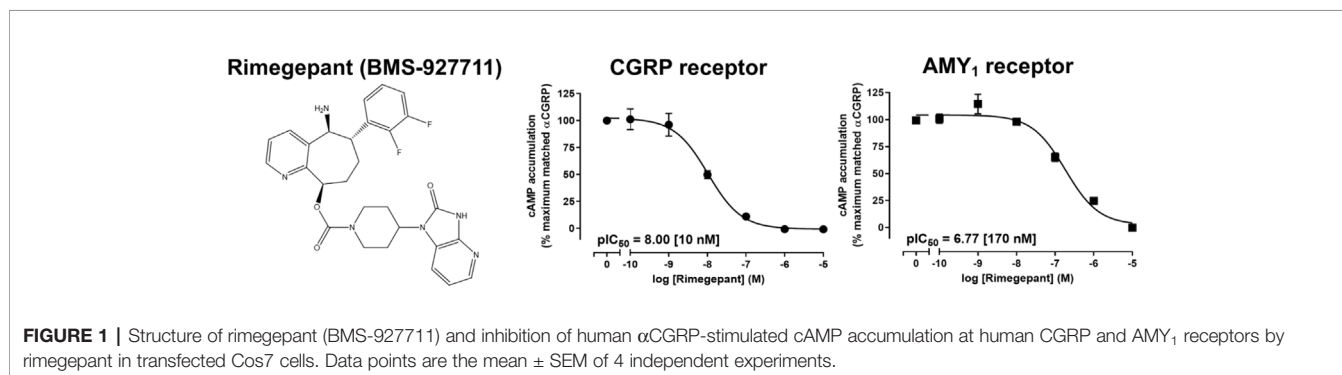 Rimegepant (BMS-927711)
H₂N
F
F
N
O
O
N
O
N
NH
N
CGRP receptor
cAMP accumulation
(% maximum matched αCGRP)
125
100
75
50
25
0
pIC₅₀ = 8.00 [10 nM]
0 -10 -9 -8 -7 -6 -5
log [Rimegepant] (M)
AMY₁ receptor
cAMP accumulation
(% maximum matched αCGRP)
125
100
75
50
25
0
pIC₅₀ = 6.77 [170 nM]
0 -10 -9 -8 -7 -6 -5
log [Rimegepant] (M)
FIGURE 1 | Structure of rimegepant (BMS-927711) and inhibition of human αCGRP-stimulated cAMP accumulation at human CGRP and AMY₁ receptors by
rimegepant in transfected Cos7 cells. Data points are the mean ± SEM of 4 independent experiments.